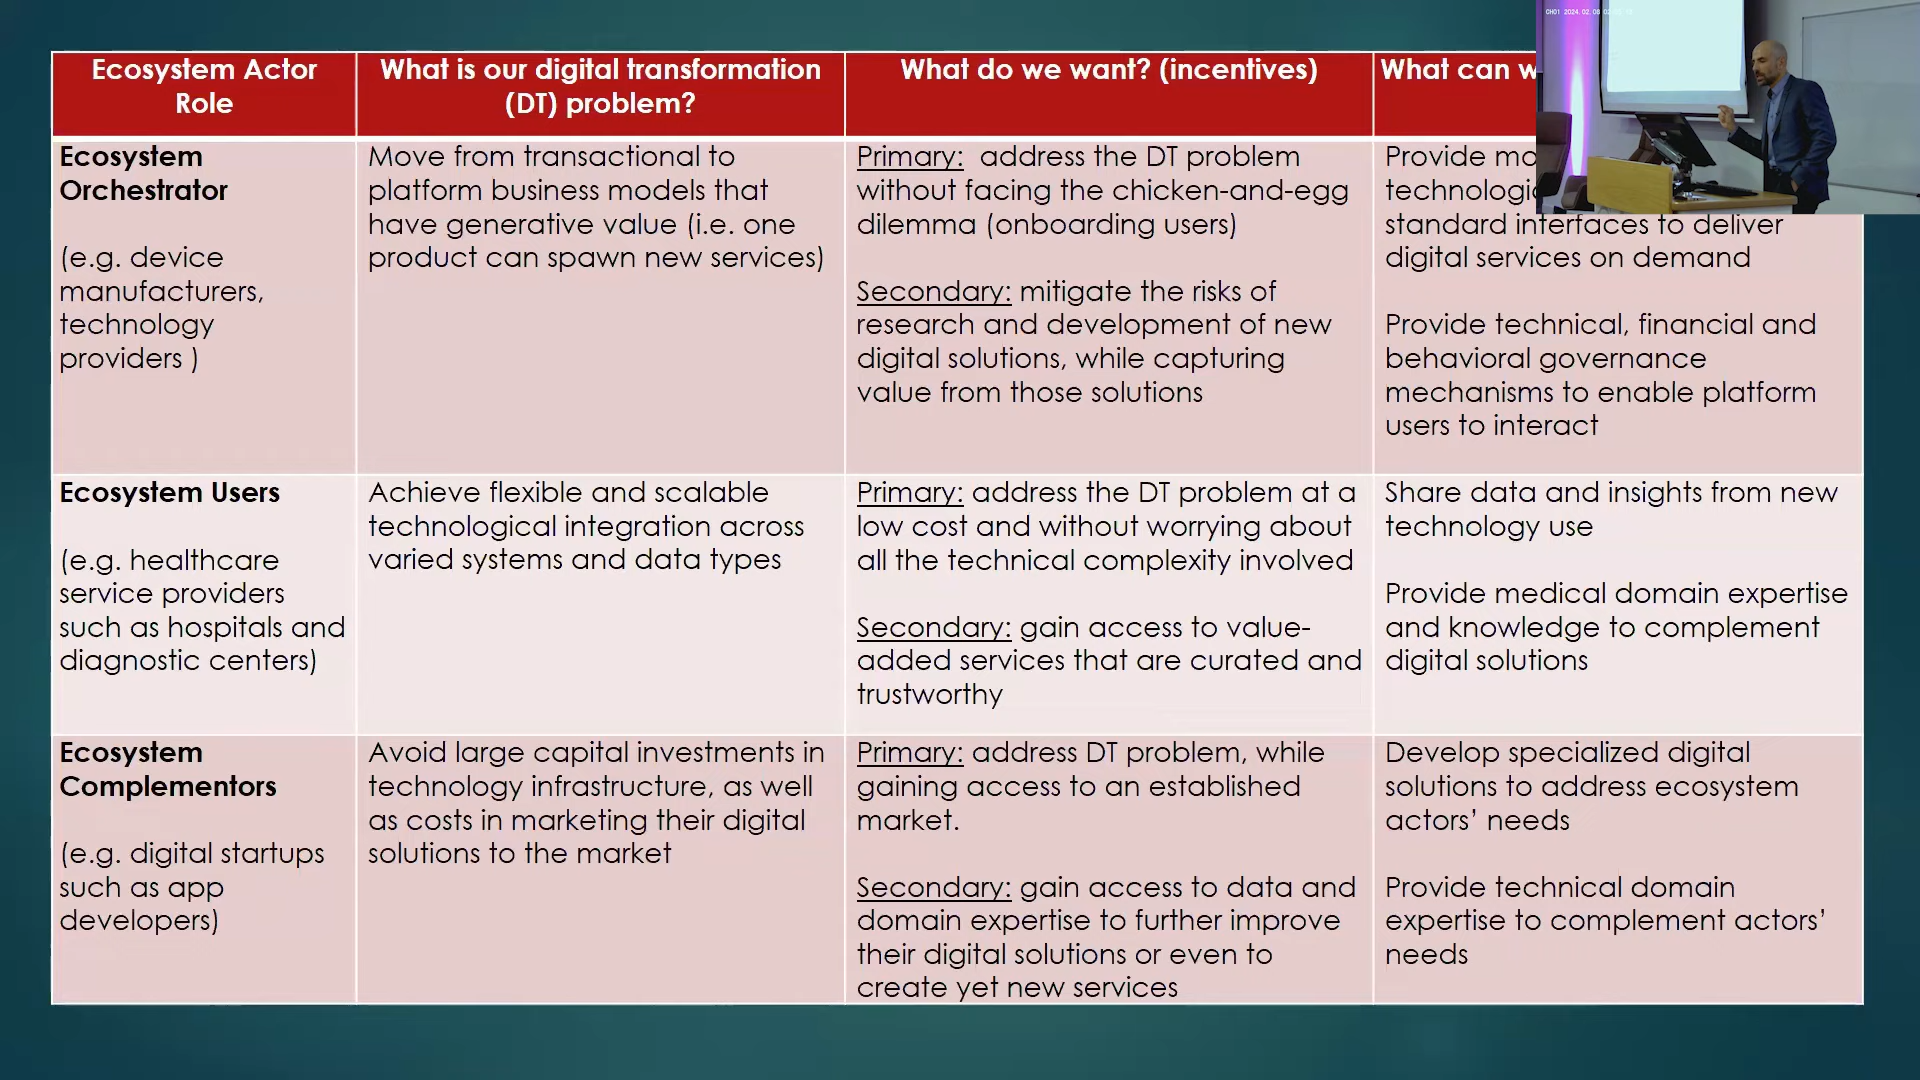 Ecosystem Actor
Role
What is our digital transformation
(DT) problem?
What do we want? (incentives)
What can
Ecosystem
Orchestrator
(e.g. device
manufacturers,
technology
providers )
Move from transactional to
platform business models that
have generative value (i.e. one
product can spawn new services)
Primary:  address the DT problem
without facing the chicken-and-egg
dilemma (onboarding users)
Secondary: mitigate the risks of
research and development of new
digital solutions, while capturing
value from those solutions
Provide
standard interfaces to deliver
digital services on demand
Provide technical, financial and
behavioral governance
mechanisms to enable platform
users to interact
Ecosystem Users
(e.g. healthcare
service providers
such as hospitals and
diagnostic centers)
Achieve flexible and scalable
technological integration across
varied systems and data types
Primary: address the DT problem at a
low cost and without worrying about
all the technical complexity involved
Secondary: gain access to value-
added services that are curated and
trustworthy
Share data and insights from new
technology use
Provide medical domain expertise
and knowledge to complement
digital solutions
Ecosystem
Complementors
(e.g. digital startups
such as app
developers)
Avoid large capital investments in
technology infrastructure, as well
as costs in marketing their digital
solutions to the market
Primary: address DT problem, while
gaining access to an established
market.
Secondary: gain access to data and
domain expertise to further improve
their digital solutions or even to
create yet new services
Develop specialized digital
solutions to address ecosystem
actors’ needs
Provide technical domain
expertise to complement actors’
needs